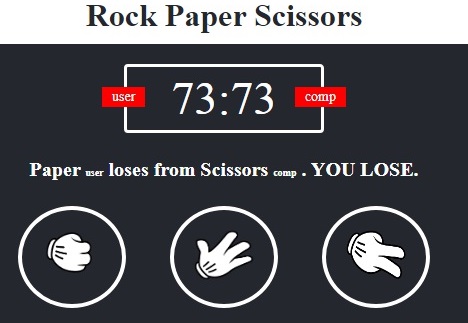 Rock Paper Scissors
user 73:73 comp
Paper user loses from Scissors comp . YOU LOSE.